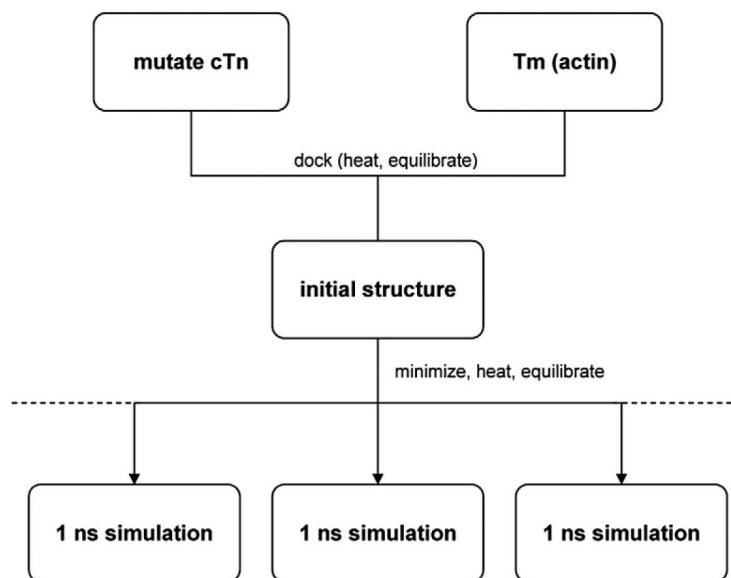 mutate cTn
Tm (actin)
dock (heat, equilibrate)
initial structure
minimize, heat, equilibrate
1 ns simulation
1 ns simulation
1 ns simulation